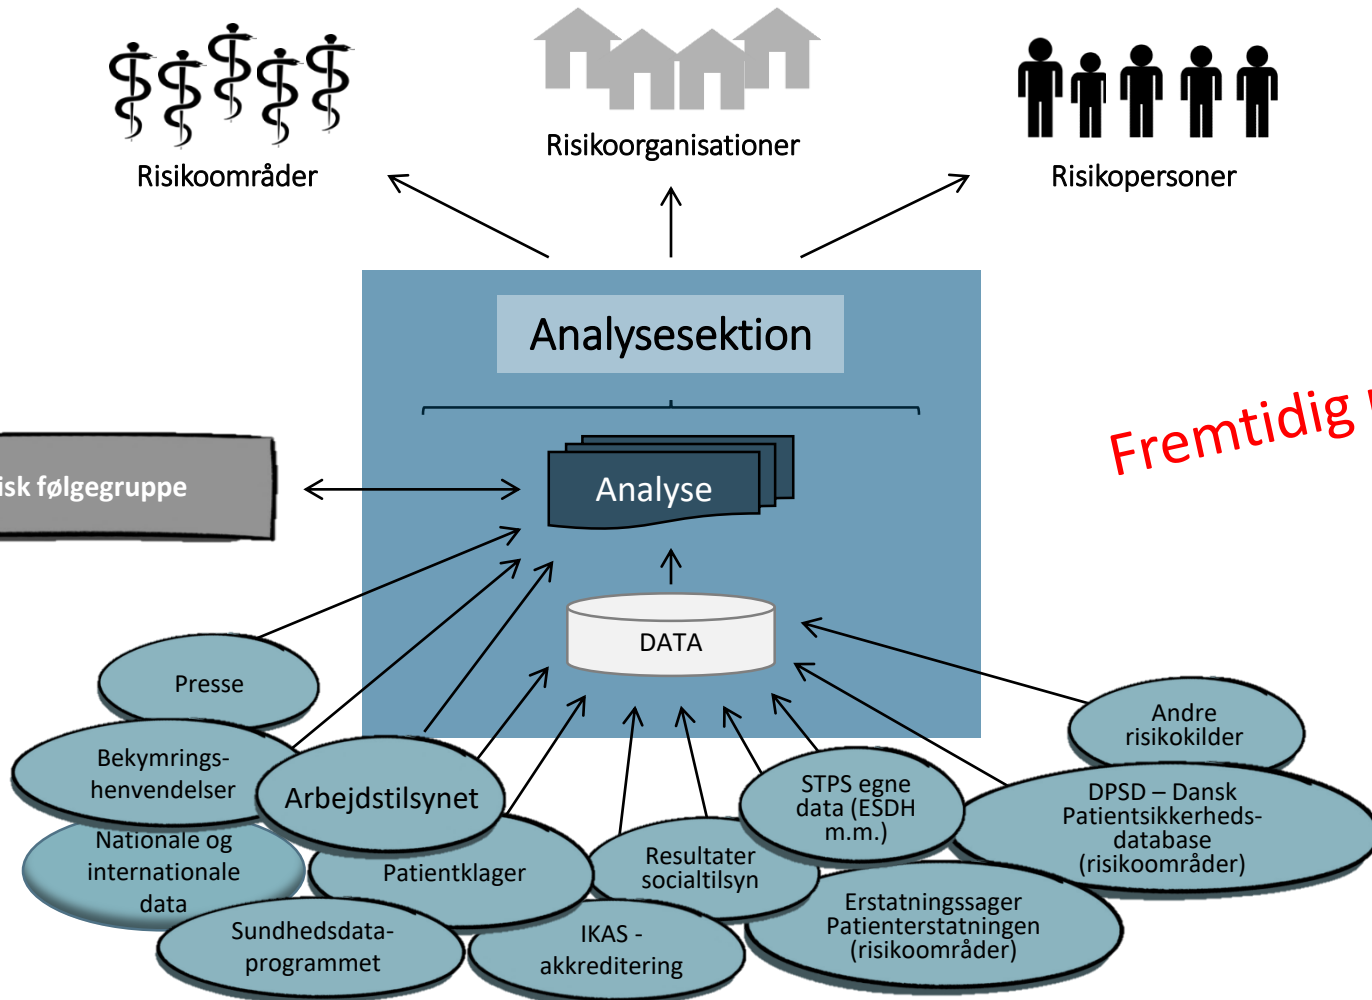 Risikoområder
Risikoorganisationer
Risikopersoner
Analysesektion
Fremtidig
isk følgegruppe
Analyse
DATA
Presse
Bekymrings-
henvendelser
Arbejdstilsynet
Nationale og
internationale
data
Patientklager
Sundhedsdata-
programmet
IKAS -
akkreditering
Resultater
socialtilsyn
STPS egne
data (ESDH
m.m.)
Erstatningssager
Patienterstatningen
(risikoområder)
Andre
risikokilder
DPSD – Dansk
Patientsikkerheds-
database
(risikoområder)